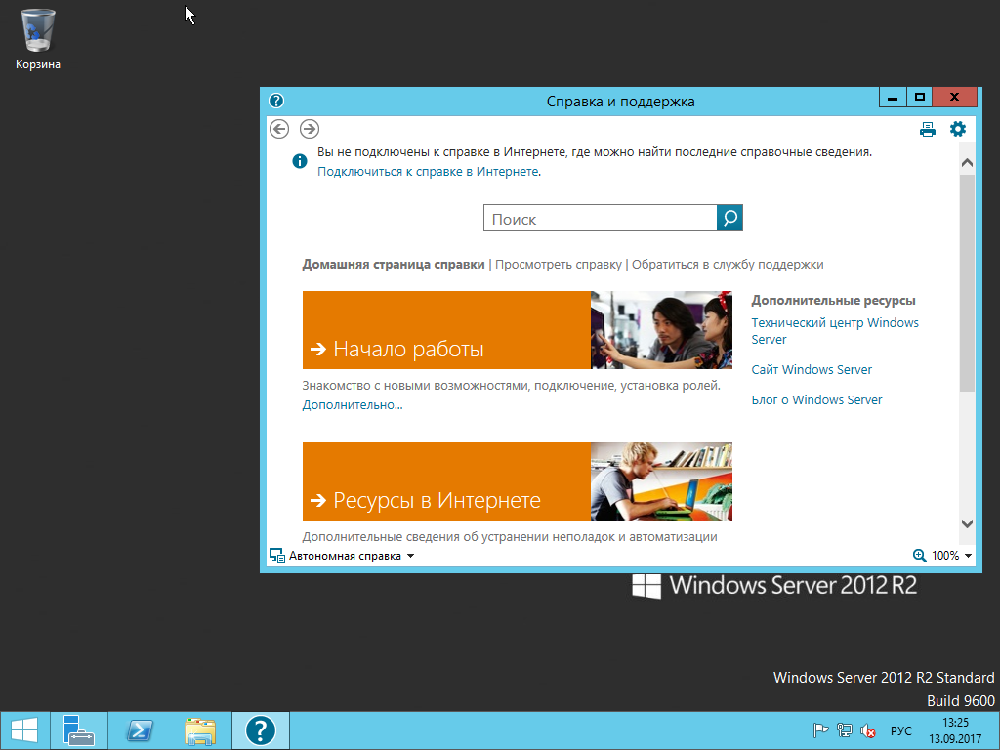 Корзина
Справка и поддержка
Вы не подключены к справке в Интернете, где можно найти последние справочные сведения.
Подключиться к справке в Интернете.
Поиск
Домашняя страница справки | Просмотреть справку | Обратиться в службу поддержки
Начало работы
Знакомство с новыми возможностями, подключение, установка ролей.
Дополнительно...
Дополнительные ресурсы
Технический центр Windows
Server
Сайт Windows Server
Блог о Windows Server
Ресурсы в Интернете
Дополнительные сведения об устранении неполадок и автоматизации
Автономная справка
100%
Windows Server 2012 R2
Windows Server 2012 R2 Standard
Build 9600
РУС
13:25
13.09.2017